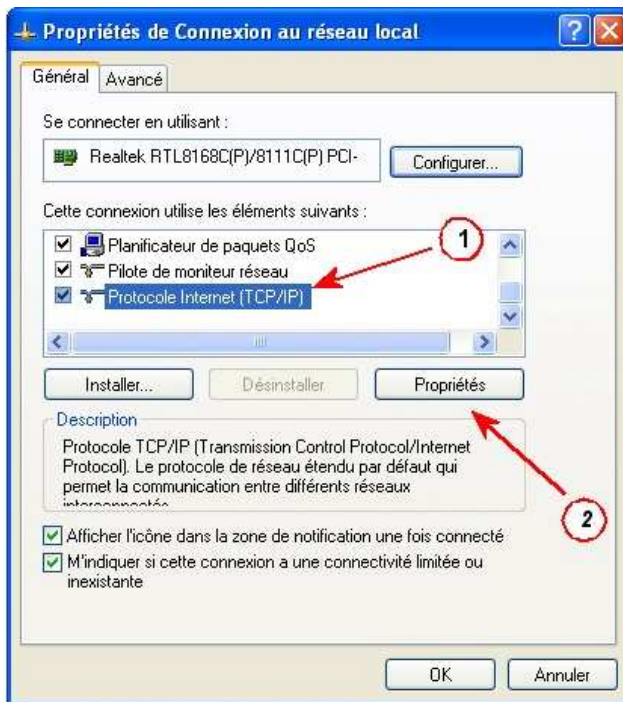 Propriétés de Connexion au réseau local
Général
Avancé
Se connecter en utilisant :
Realtek RTL8168C(P)/8111C(P) PCI-
Configurer...
Cette connexion utilise les éléments suivants :
Planificateur de paquets QoS
1
Pilote de moniteur réseau
Protocole Internet (TCP/IP)
Installer...
Désinstaller
Propriétés
Description
Protocole TCP/IP (Transmission Control Protocol/Internet
Protocol). Le protocole de réseau étendu par défaut qui
permet la communication entre différents réseaux
interconnectés
2
Afficher l'icône dans la zone de notification une fois connecté
M'indiquer si cette connexion a une connectivité limitée ou
inexistante
OK
Annuler